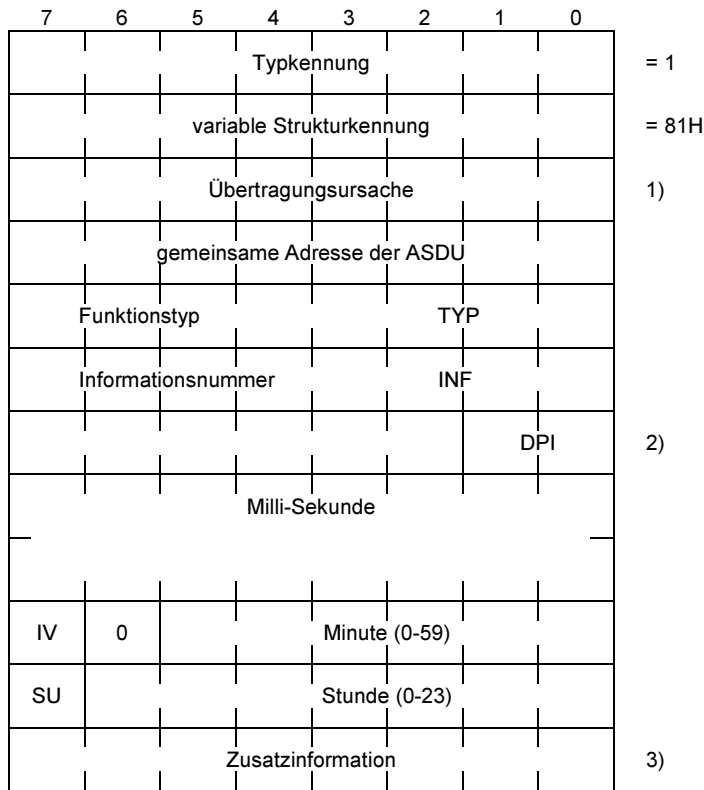 7 6 5 4 3 2 1 0
Typkennung = 1
variable Strukturkennung = 81H
Übertragungsursache 1)
gemeinsame Adresse der ASDU
Funktionstyp TYP
Informationsnummer INF
DPI 2)
Milli-Sekunde
IV 0 Minute (0-59)
SU Stunde (0-23)
Zusatzinformation 3)